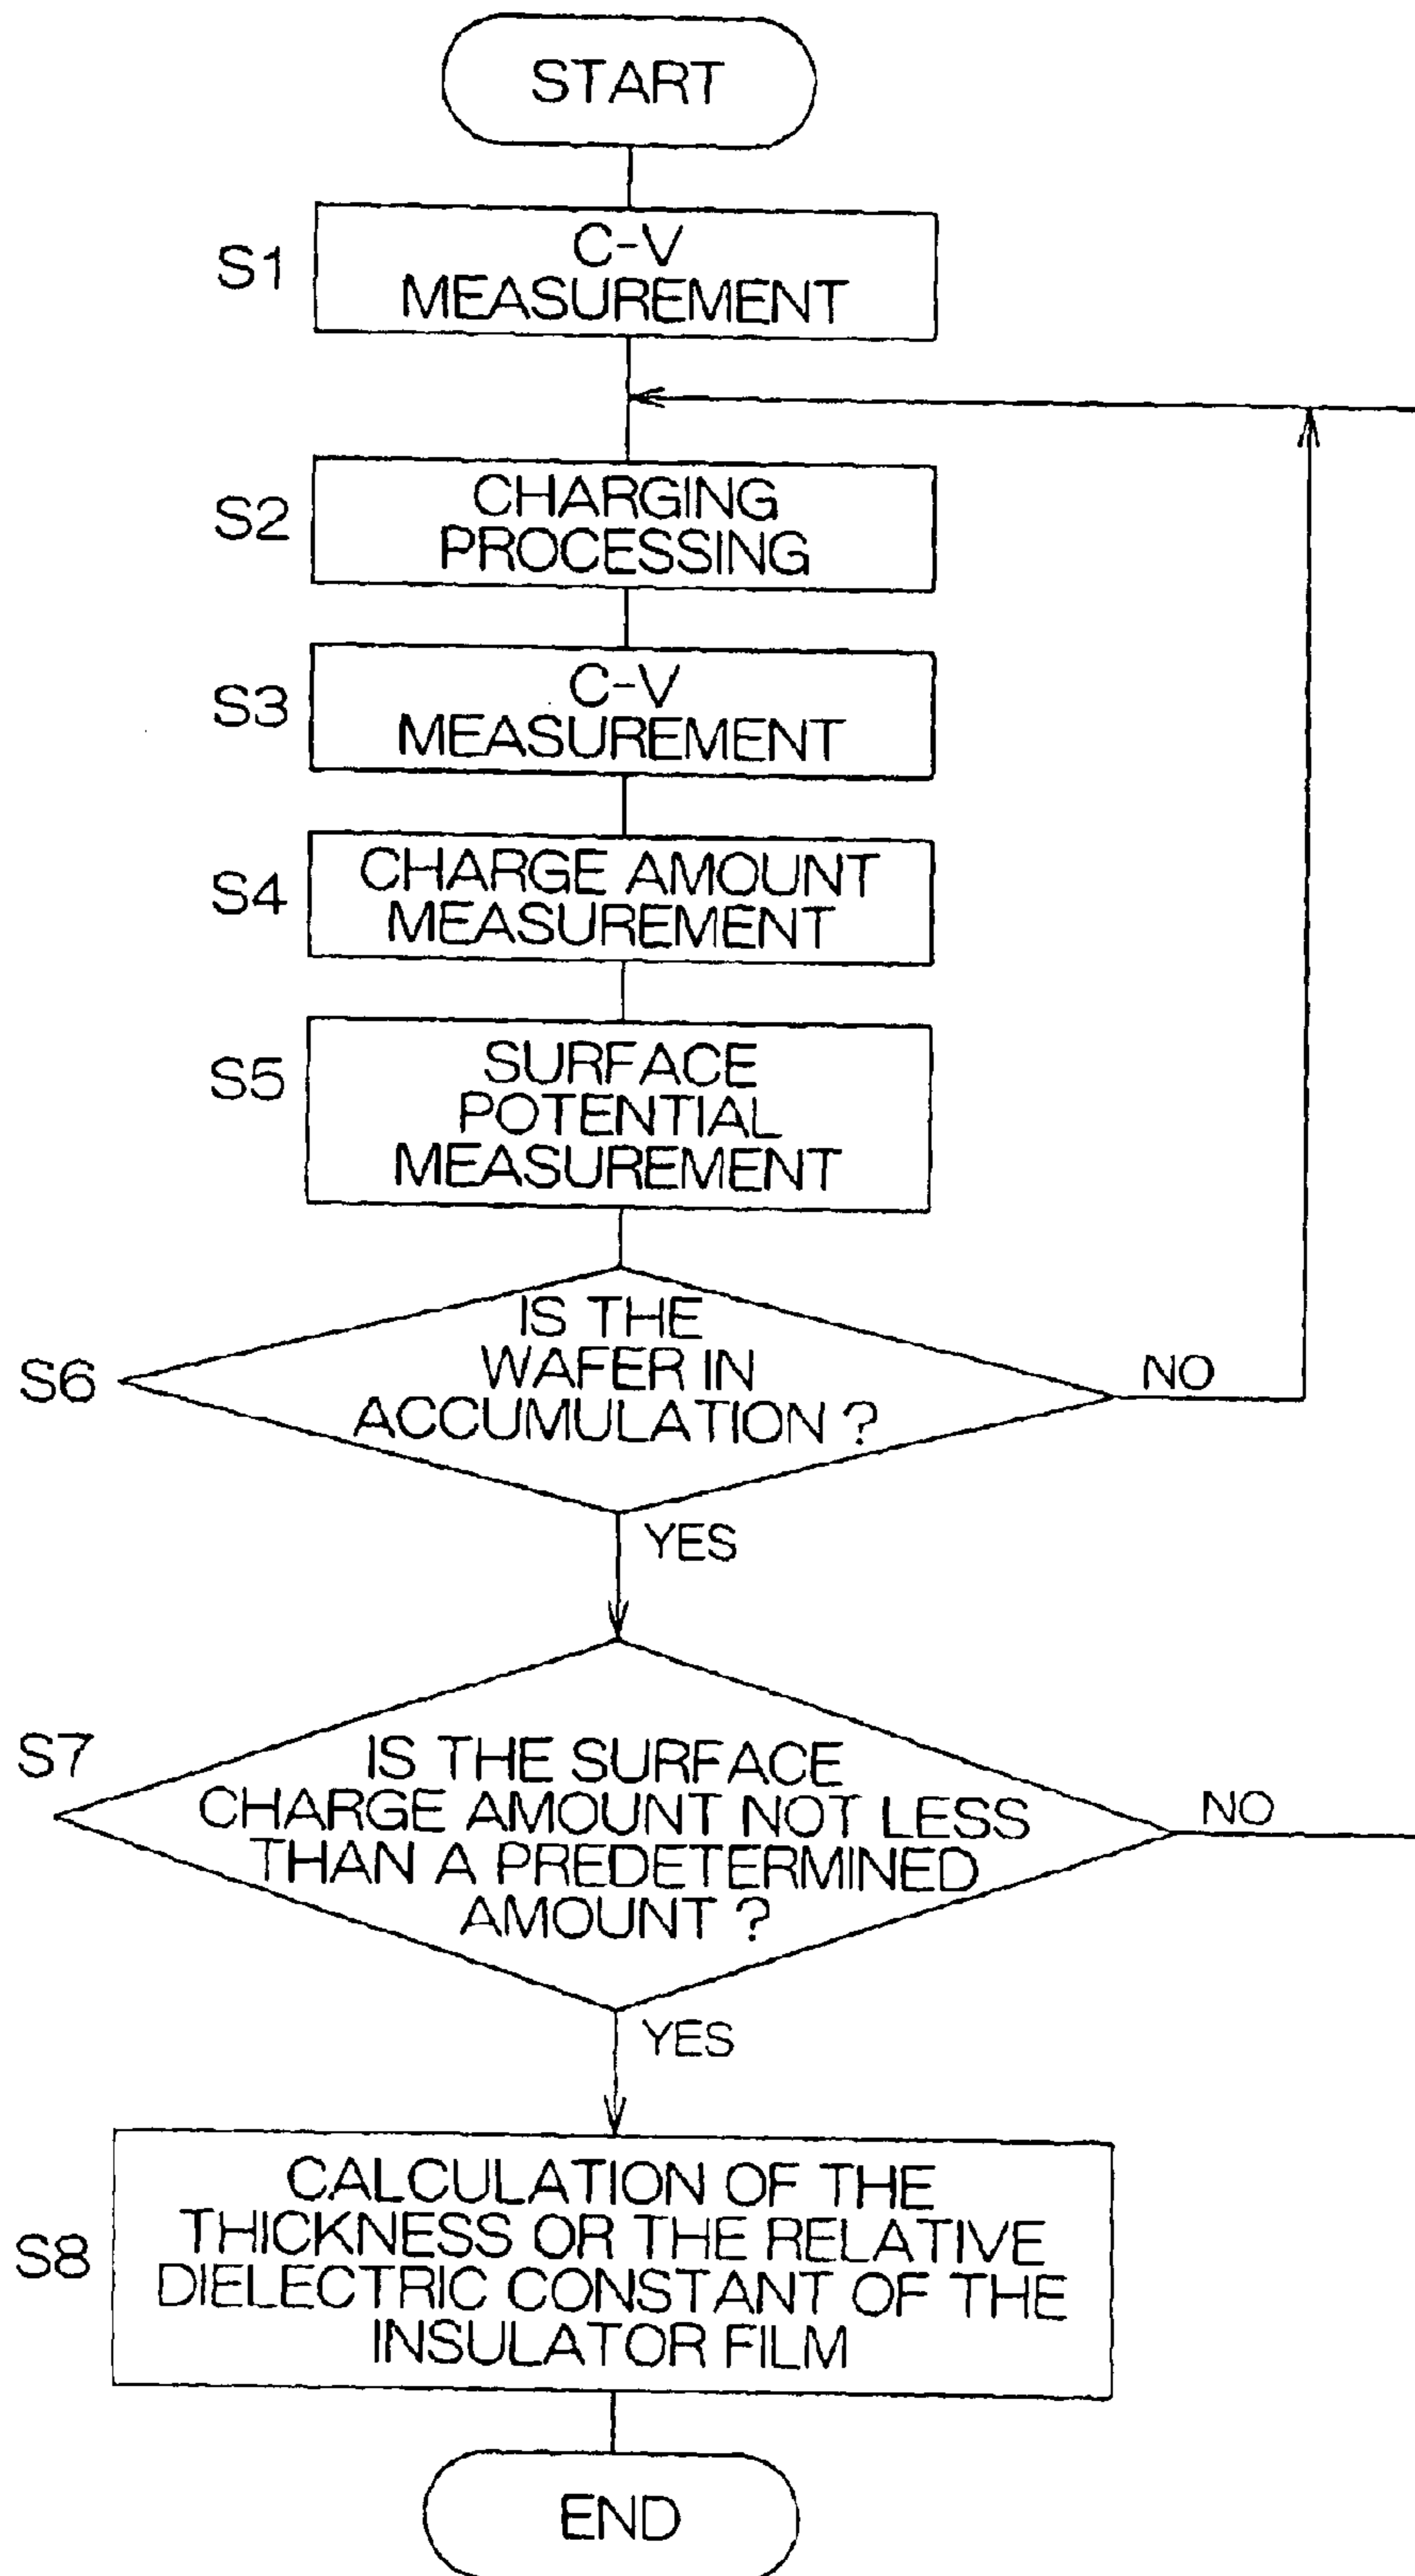 START
S1
C-V
MEASUREMENT
S2
CHARGING
PROCESSING
S3
C-V
MEASUREMENT
S4
CHARGE AMOUNT
MEASUREMENT
S5
SURFACE
POTENTIAL
MEASUREMENT
S6
IS THE
WAFER IN
ACCUMULATION ?
NO
YES
S7
IS THE SURFACE
CHARGE AMOUNT NOT LESS
THAN A PREDETERMINED
AMOUNT ?
NO
YES
S8
CALCULATION OF THE
THICKNESS OR THE RELATIVE
DIELECTRIC CONSTANT OF THE
INSULATOR FILM
END